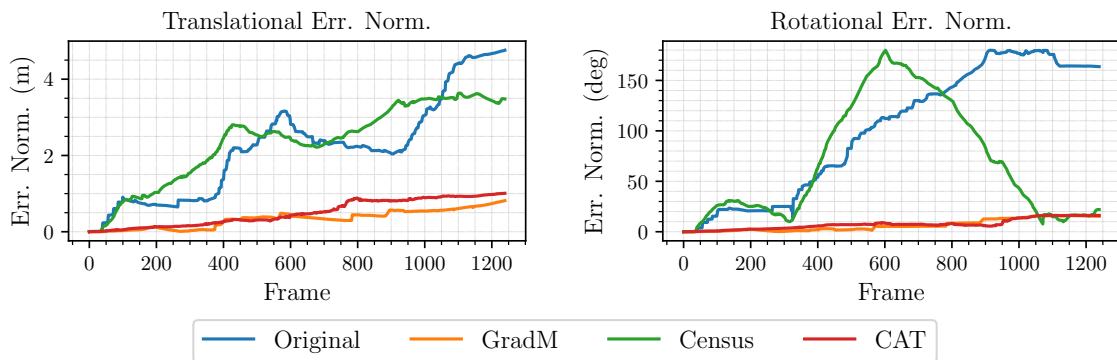 Translational Err. Norm.
Err. Norm. (m)
4
2
0
0 200 400 600 800 1000 1200
Frame
Rotational Err. Norm.
Err. Norm. (deg)
150
100
50
0
0 200 400 600 800 1000 1200
Frame
Original GradM Census CAT